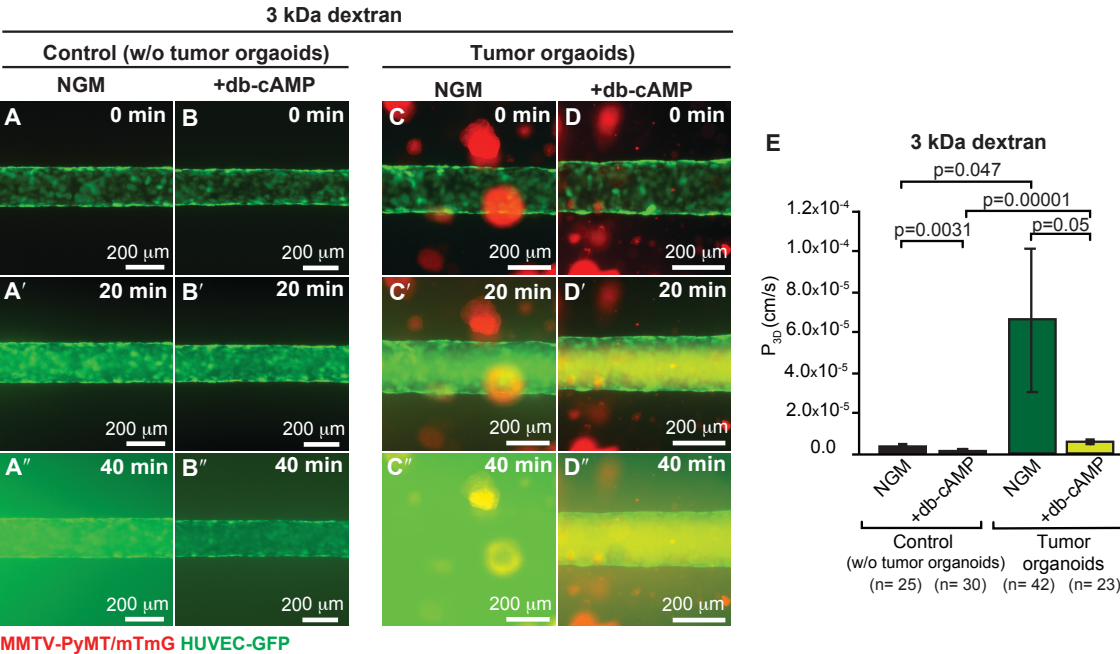 3 kDa dextran
Control (w/o tumor orgaoids)
Tumor orgaoids)
NGM
+db-cAMP
NGM
+db-cAMP
A
0 min
B
0 min
C
0 min
D
0 min
200 μm
200 μm
200 μm
200 μm
A′
20 min
B′
20 min
C′
20 min
D′
20 min
200 μm
200 μm
200 μm
200 μm
A″
40 min
B″
40 min
C″
40 min
D″
40 min
200 μm
200 μm
200 μm
200 μm
MMTV-PyMT/mTmG HUVEC-GFP
E
3 kDa dextran
p=0.047
p=0.00001
p=0.0031
p=0.05
P3D (cm/s)
1.2x10-4
1.0x10-4
8.0x10-5
6.0x10-5
4.0x10-5
2.0x10-5
0.0
NGM
+db-cAMP
NGM
+db-cAMP
Control
(w/o tumor organoids)
(n= 25) (n= 30)
Tumor
organoids
(n= 42) (n= 23)